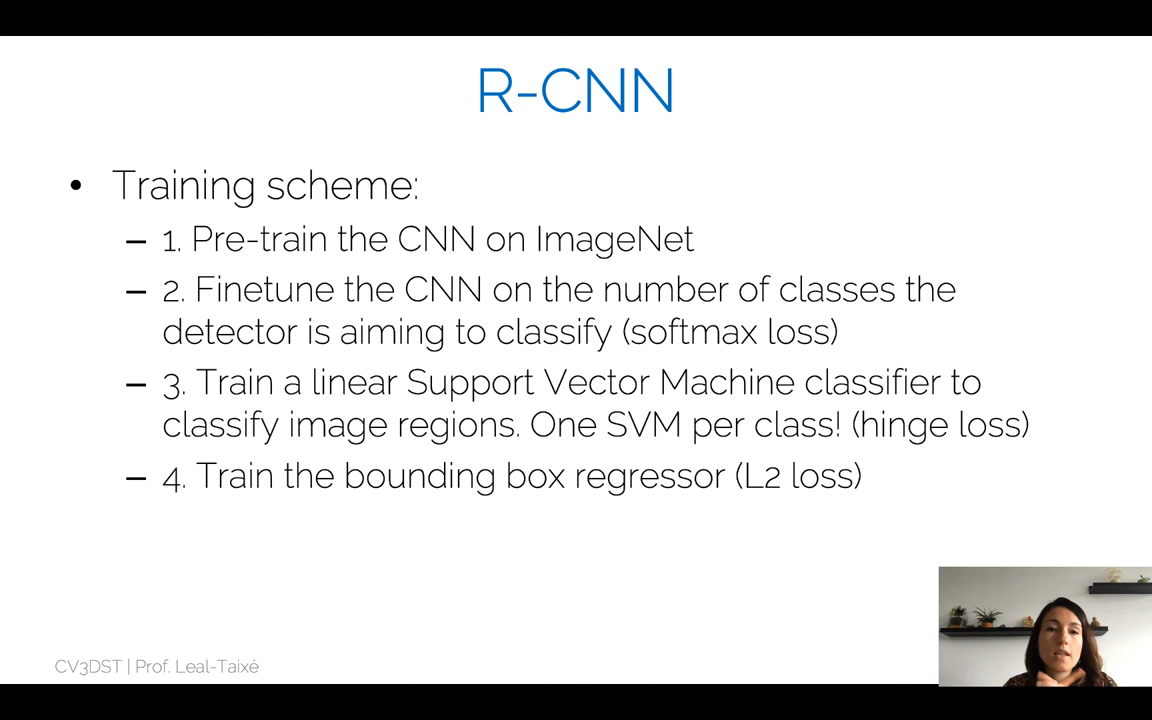 R-CNN
• Training scheme:
– 1. Pre-train the CNN on ImageNet
– 2. Finetune the CNN on the number of classes the
detector is aiming to classify (softmax loss)
– 3. Train a linear Support Vector Machine classifier to
classify image regions. One SVM per class! (hinge loss)
– 4. Train the bounding box regressor (L2 loss)
CV3DST | Prof. Leal-Taixé